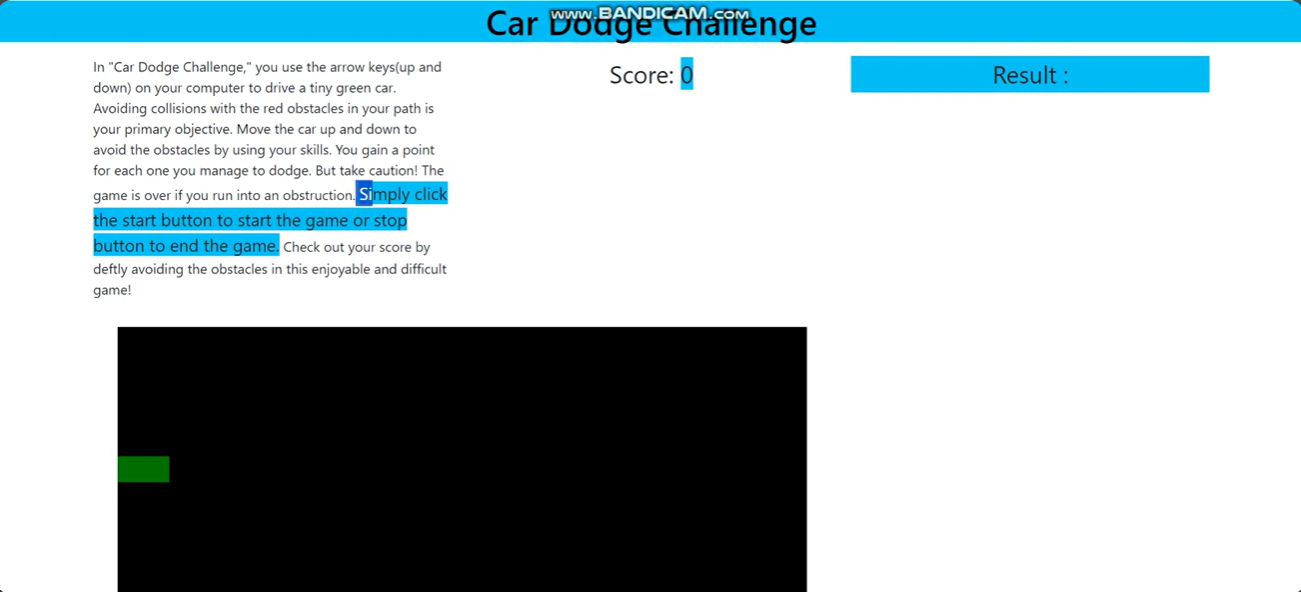 www.BANDICAM.com
Car Dodge Challenge
In "Car Dodge Challenge," you use the arrow keys(up and
down) on your computer to drive a tiny green car.
Avoiding collisions with the red obstacles in your path is
your primary objective. Move the car up and down to
avoid the obstacles by using your skills. You gain a point
for each one you manage to dodge. But take caution! The
game is over if you run into an obstruction. Simply click
the start button to start the game or stop
button to end the game. Check out your score by
deftly avoiding the obstacles in this enjoyable and difficult
game!
Score: 0
Result :